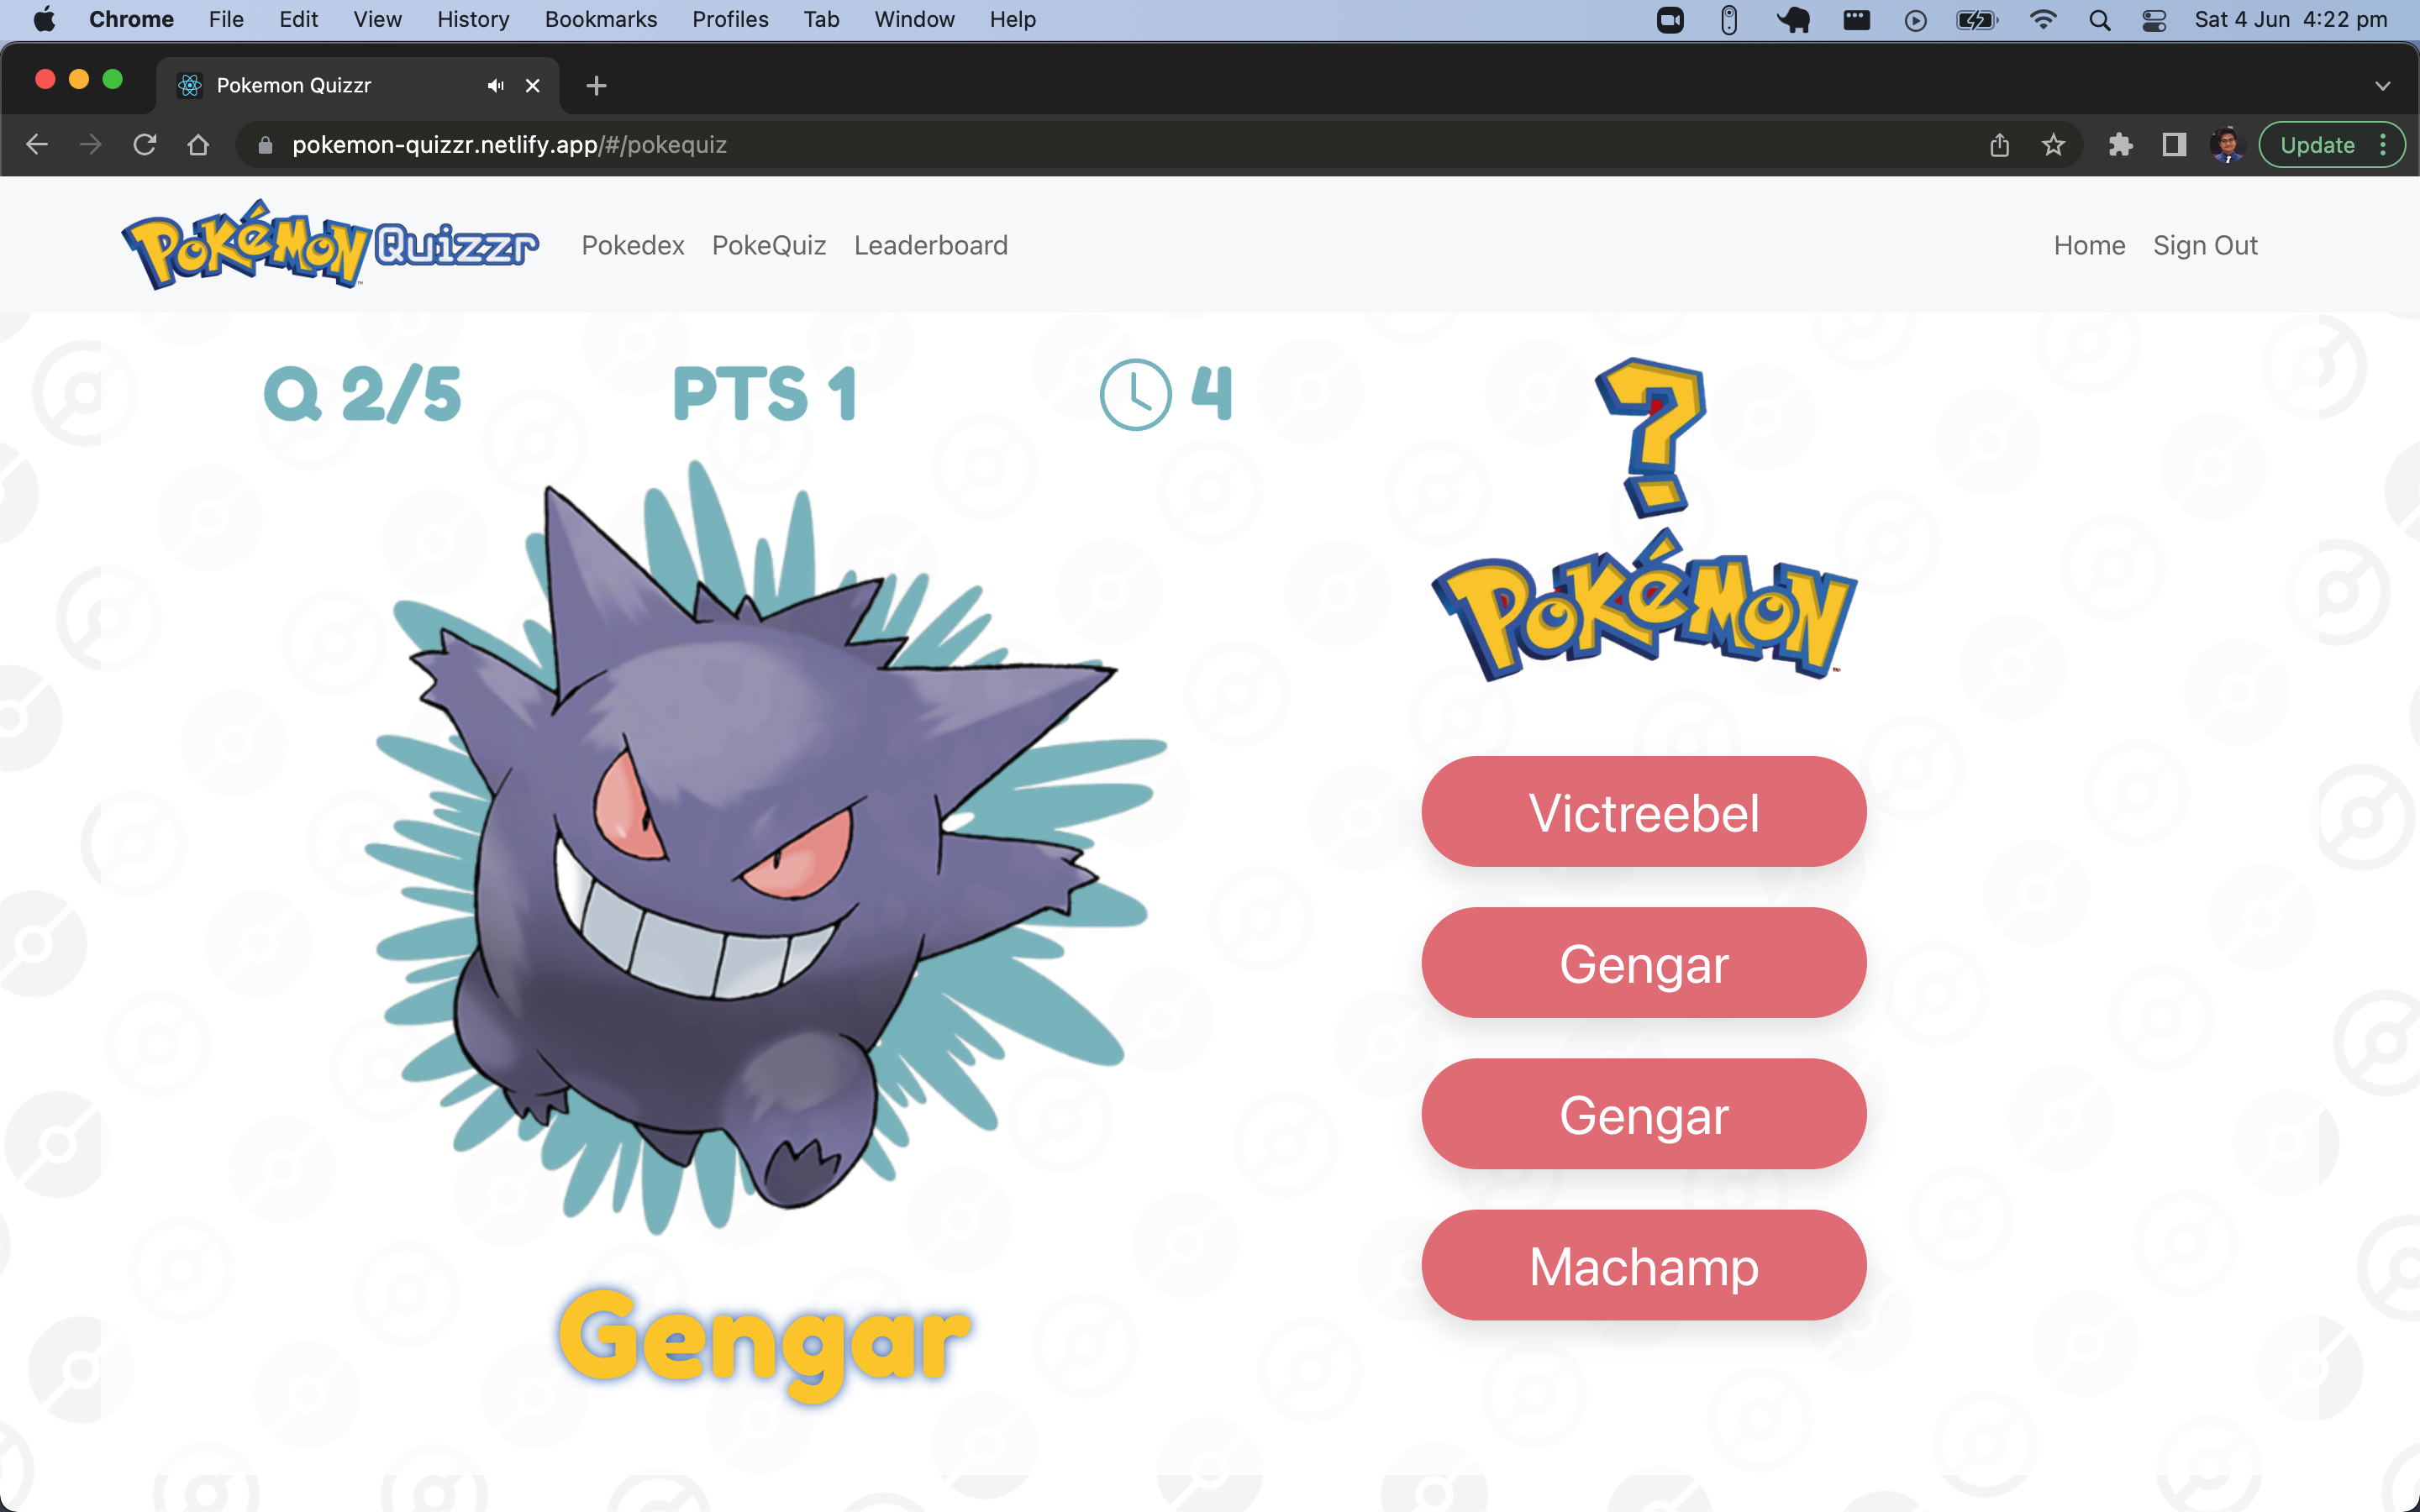 Chrome File Edit View History Bookmarks Profiles Tab Window Help Sat 4 Jun 4:22 pm
Pokemon Quizzr
pokemon-quizzr.netlify.app/#/pokequiz Update
POKéMON Quizzr Pokedex PokeQuiz Leaderboard Home Sign Out
Q 2/5 PTS 1 4
?
POKéMON
Victreebel
Gengar
Gengar
Machamp
Gengar